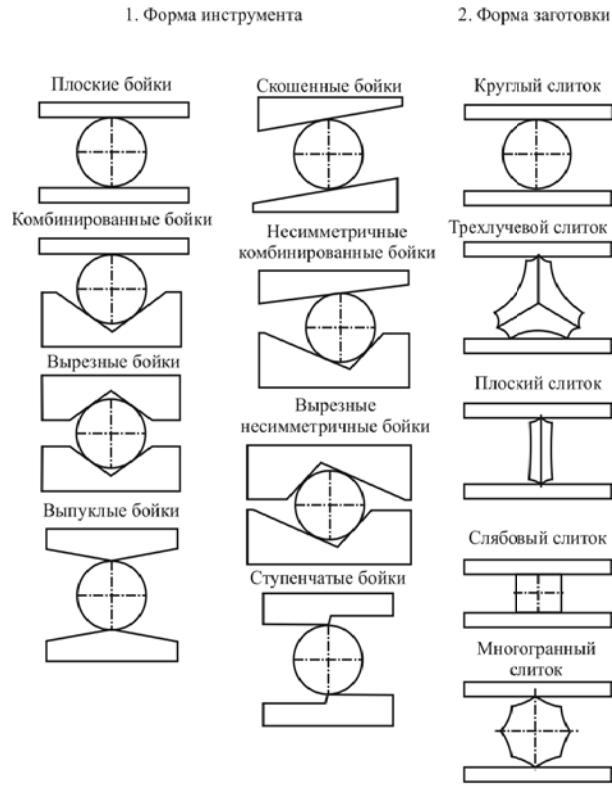 1. Форма инструмента
2. Форма заготовки
Плоские бойки
Комбинированные бойки
Вырезные бойки
Выпуклые бойки
Скошенные бойки
Несимметричные
комбинированные бойки
Вырезные
несимметричные бойки
Ступенчатые бойки
Круглый слиток
Трехлучевой слиток
Плоский слиток
Слябовый слиток
Многогранный
слиток